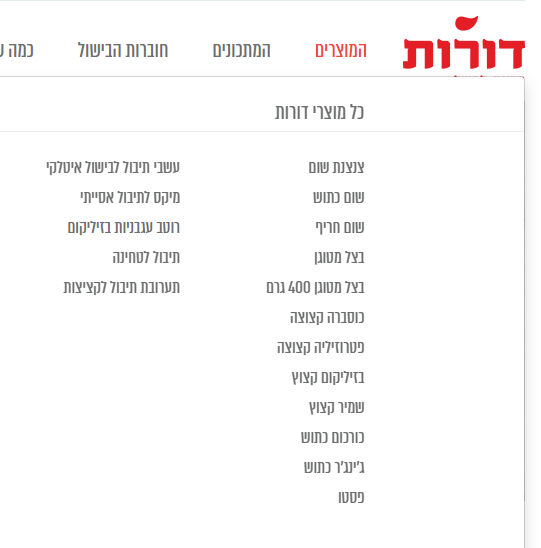 דורות
המוצרים
המתכונים
חוברות הבישול
כמה
כל מוצרי דורות
צנצנת שום
שום כתוש
שום חריף
בצל מטוגן
בצל מטוגן 400 גרם
כוסברה קצוצה
פטרוזיליה קצוצה
בזיליקום קצוץ
שמיר קצוץ
כורכום כתוש
ג'ינג'ר כתוש
פסטו
עשבי תיבול לבישול איטלקי
מיקס לתיבול אסייתי
רוטב עגבניות בזיליקום
תיבול לטחינה
תערובת תיבול לקציצות